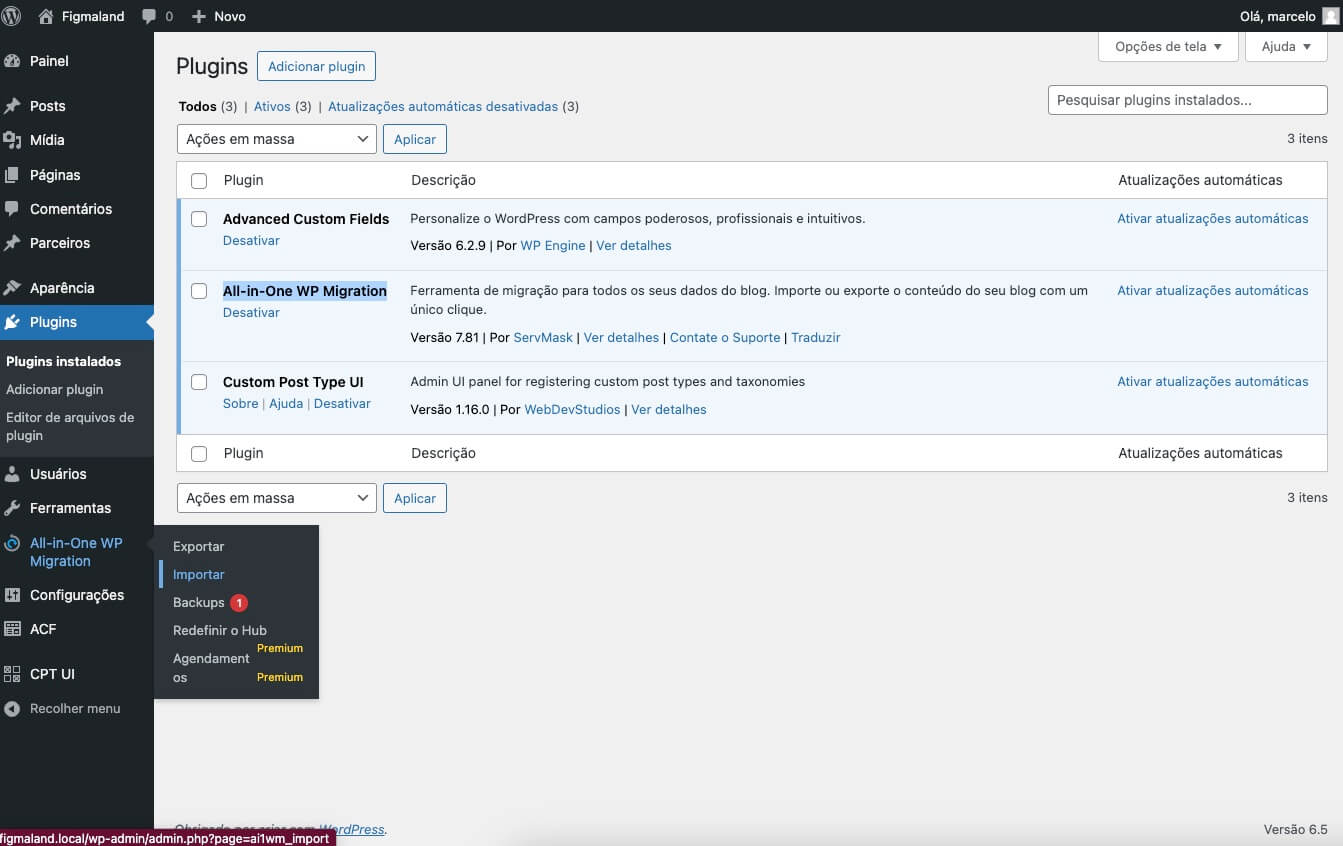 Figmaland 0 Novo Olá, marcelo
Opções de tela Ajuda
Painel
Posts
Mídia
Páginas
Comentários
Parceiros
Aparência
Plugins
Plugins instalados
Adicionar plugin
Editor de arquivos de
plugin
Usuários
Ferramentas
All-in-One WP
Migration
Configurações
ACF
CPT UI
Recolher menu
Exportar
Importar
Backups 1
Redefinir o Hub
Premium
Agendament
os Premium
Plugins Adicionar plugin
Todos (3) | Ativos (3) | Atualizações automáticas desativadas (3)
Pesquisar plugins instalados...
Ações em massa Aplicar 3 itens
Plugin Descrição Atualizações automáticas
Advanced Custom Fields Personalize o WordPress com campos poderosos, profissionais e intuitivos. Ativar atualizações automáticas
Desativar
Versão 6.2.9 | Por WP Engine | Ver detalhes
All-in-One WP Migration Ferramenta de migração para todos os seus dados do blog. Importe ou exporte o conteúdo do seu blog com um Ativar atualizações automáticas
Desativar único clique.
Versão 7.81 | Por ServMask | Ver detalhes | Contate o Suporte | Traduzir
Custom Post Type UI Admin UI panel for registering custom post types and taxonomies Ativar atualizações automáticas
Sobre | Ajuda | Desativar
Versão 1.16.0 | Por WebDevStudios | Ver detalhes
Plugin Descrição Atualizações automáticas
Ações em massa Aplicar 3 itens
Obrigado por criar com WordPress. Versão 6.5
figmaland.local/wp-admin/admin.php?page=ai1wm_import